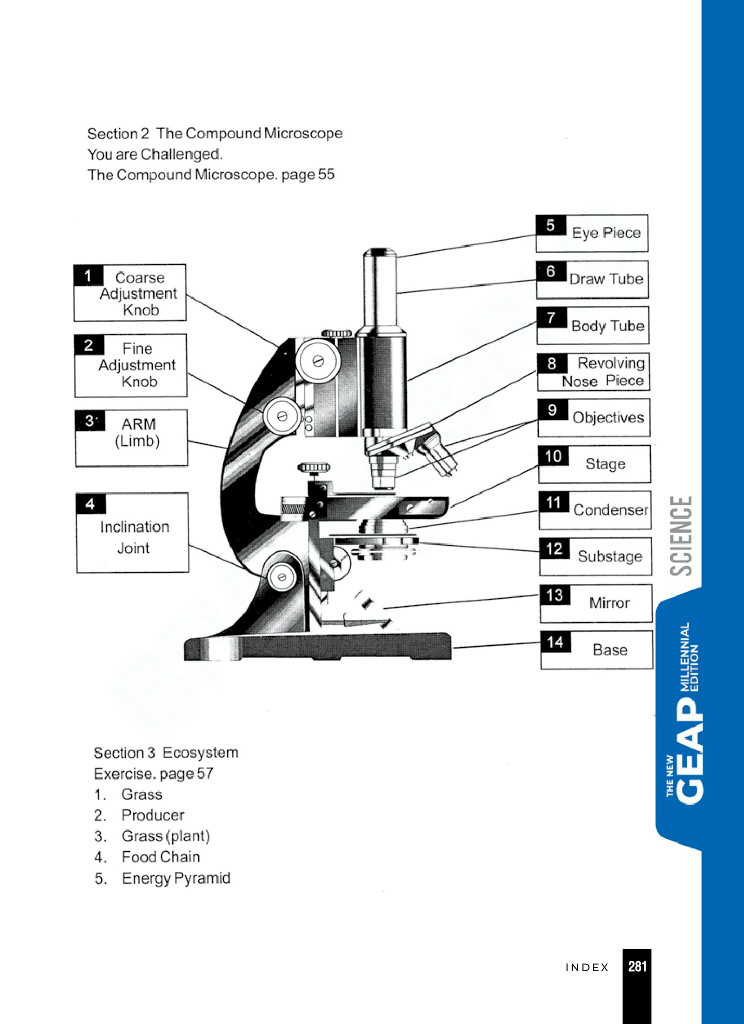 Section 2 The Compound Microscope
You are Challenged.
The Compound Microscope. page 55
1 Coarse
Adjustment
Knob
2 Fine
Adjustment
Knob
3 ARM
(Limb)
4
Inclination
Joint
5 Eye Piece
6 Draw Tube
7 Body Tube
8 Revolving
Nose Piece
9 Objectives
10 Stage
11 Condenser
12 Substage
13 Mirror
14 Base
SCIENCE
THE NEW
GEAP MILLENNIAL
EDITION
Section 3 Ecosystem
Exercise. page 57
1. Grass
2. Producer
3. Grass (plant)
4. Food Chain
5. Energy Pyramid
INDEX 281